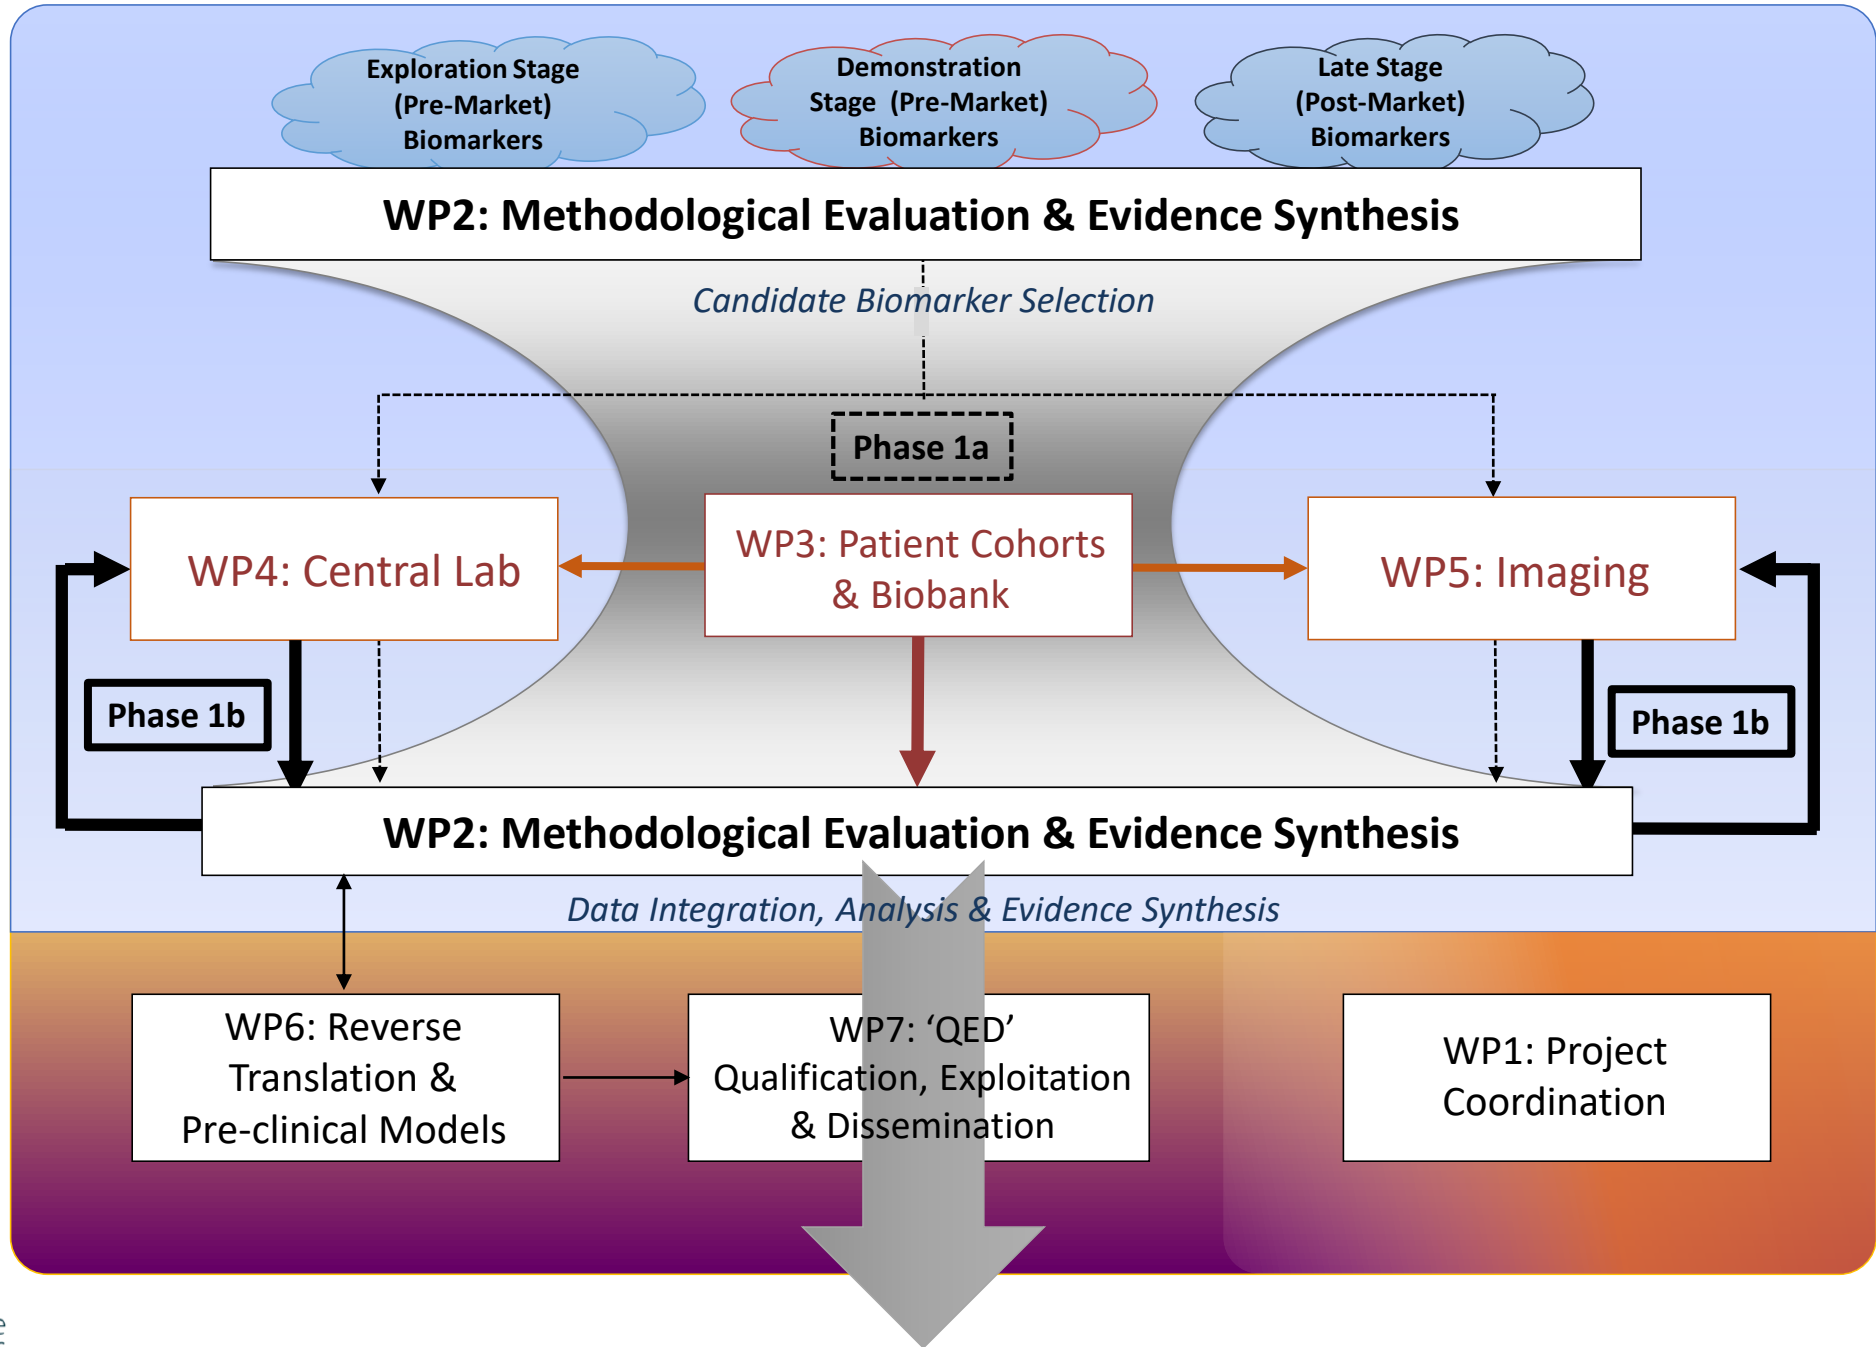 Exploration Stage
(Pre-Market)
Biomarkers
Demonstration
Stage (Pre-Market)
Biomarkers
Late Stage
(Post-Market)
Biomarkers
WP2: Methodological Evaluation & Evidence Synthesis
Candidate Biomarker Selection
Phase 1a
WP4: Central Lab
WP3: Patient Cohorts
& Biobank
WP5: Imaging
Phase 1b
Phase 1b
WP2: Methodological Evaluation & Evidence Synthesis
Data Integration, Analysis & Evidence Synthesis
WP6: Reverse
Translation &
Pre-clinical Models
WP7: ‘QED’
Qualification, Exploitation
& Dissemination
WP1: Project
Coordination